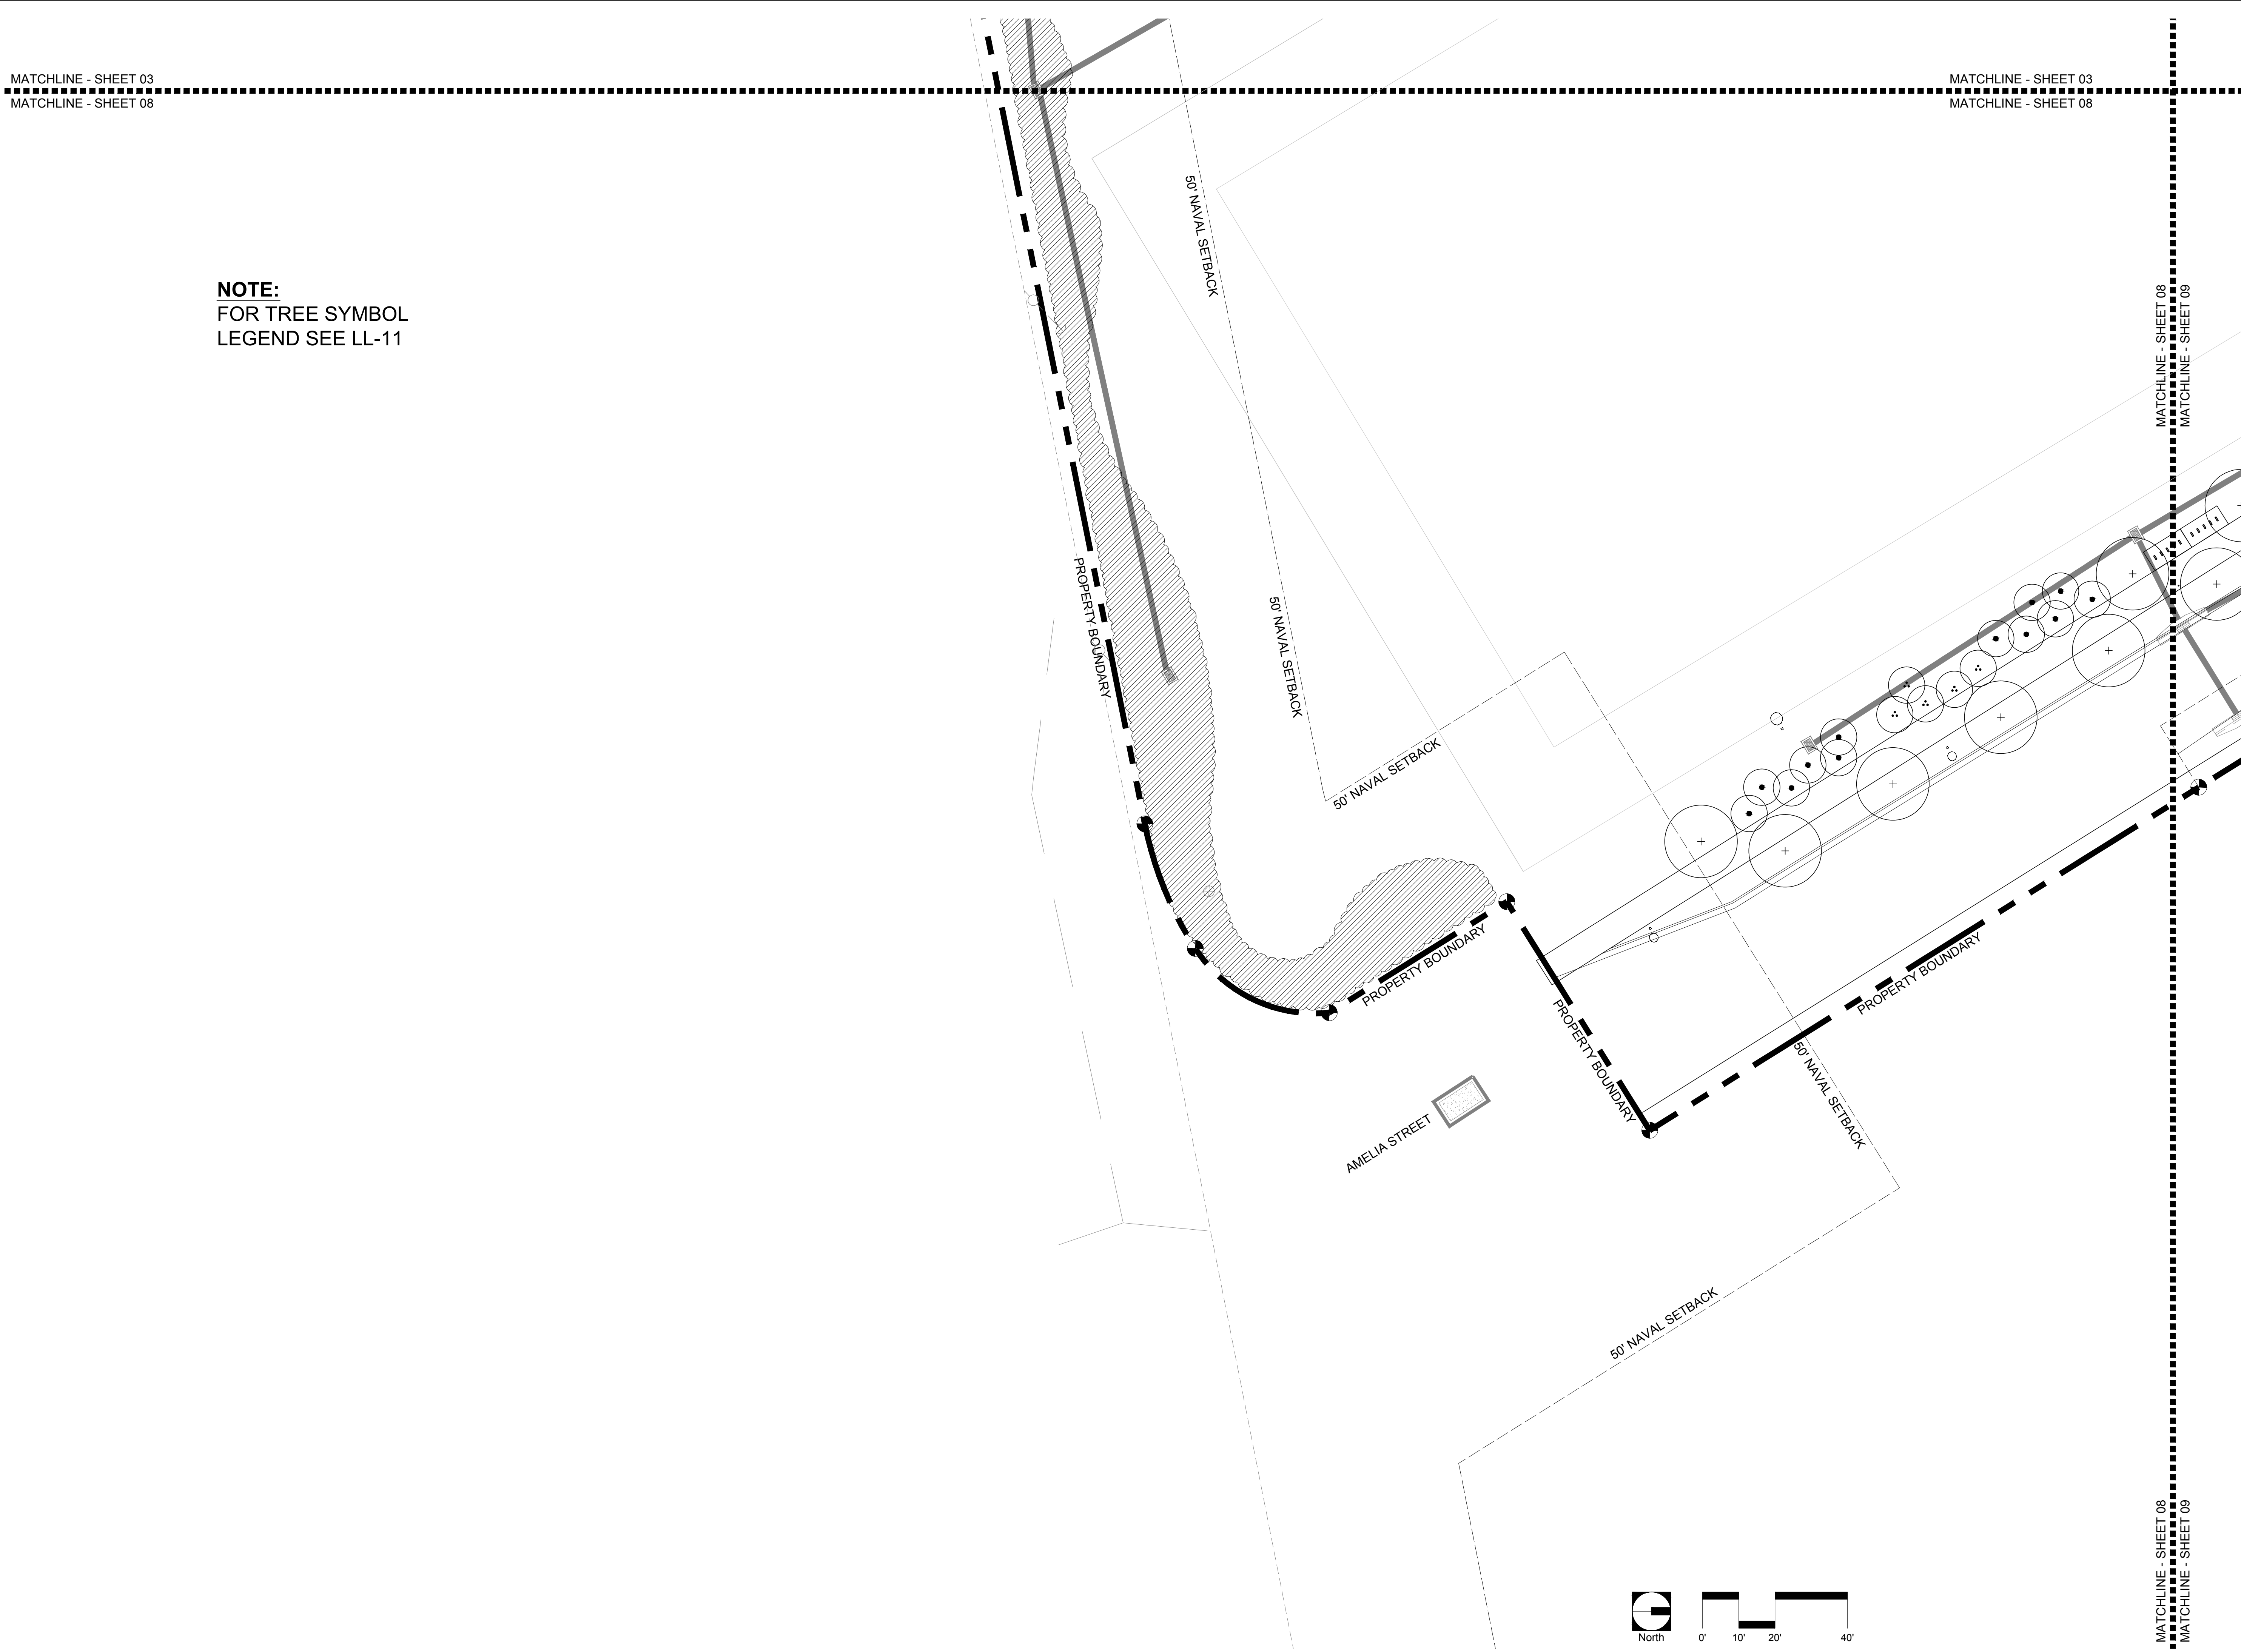 MATCHLINE - SHEET 03
MATCHLINE - SHEET 08
MATCHLINE - SHEET 03
MATCHLINE - SHEET 08
50' NAVAL SETBACK
NOTE:
FOR TREE SYMBOL
LEGEND SEE LL-11
MATCHLINE - SHEET 08
MATCHLINE - SHEET 09
PROPERTY BOUNDARY
50' NAVAL SETBACK
50' NAVAL SETBACK
PROPERTY BOUNDARY
PROPERTY BOUNDARY
PROPERTY BOUNDARY
50' NAVAL SETBACK
AMELIA STREET
50' NAVAL SETBACK
MATCHLINE - SHEET 08
MATCHLINE - SHEET 09
North
0' 10' 20' 40'